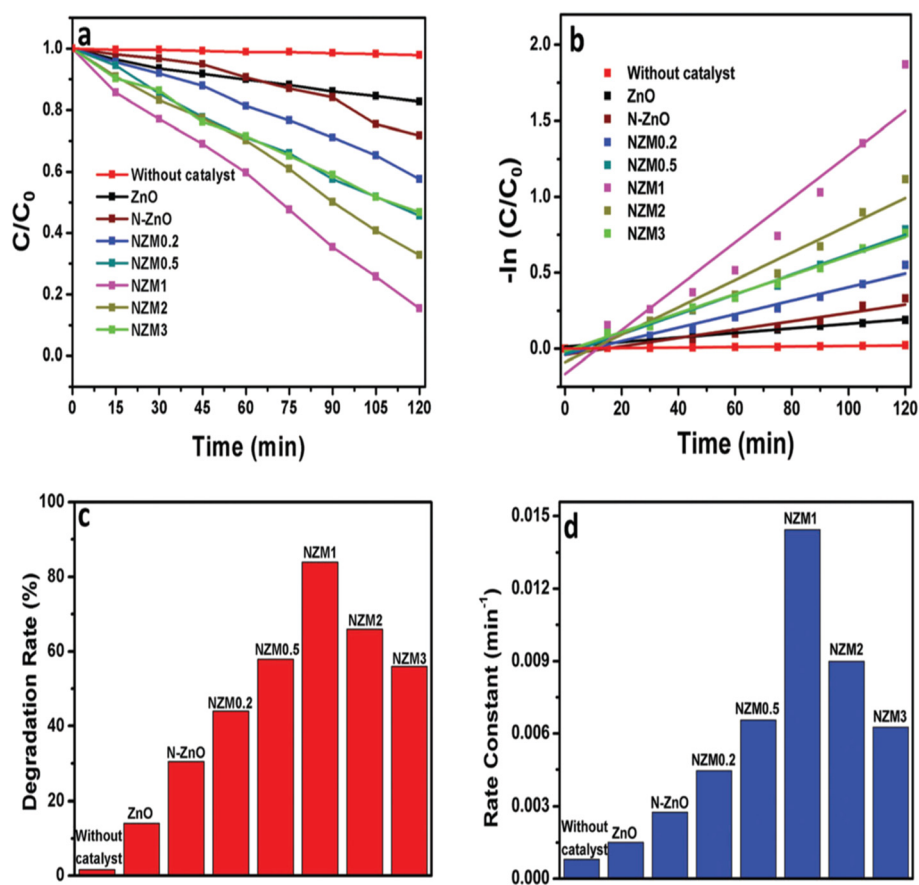 a
1.0
0.8
0.6
0.4
0.2
0.0
C/C0
Without catalyst
ZnO
N-ZnO
NZM0.2
NZM0.5
NZM1
NZM2
NZM3
0 15 30 45 60 75 90 105 120
Time (min)
b
2.0
1.5
1.0
0.5
0.0
-ln (C/C0)
Without catalyst
ZnO
N-ZnO
NZM0.2
NZM0.5
NZM1
NZM2
NZM3
0 20 40 60 80 100 120
Time (min)
c
100
80
60
40
20
0
Degradation Rate (%)
Without
catalyst
ZnO
N-ZnO
NZM0.2
NZM0.5
NZM1
NZM2
NZM3
d
0.015
0.012
0.009
0.006
0.003
0.000
Rate Constant (min-1)
Without
catalyst
ZnO
N-ZnO
NZM0.2
NZM0.5
NZM1
NZM2
NZM3